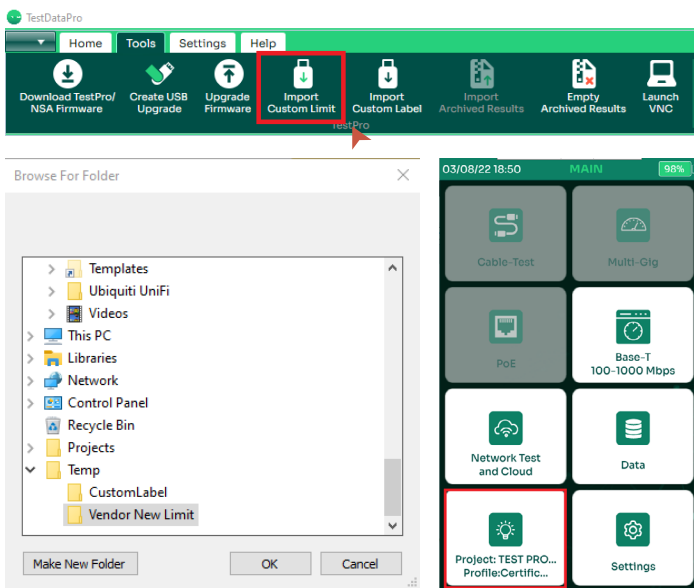 TestDataPro
Home Tools Settings Help
Download TestPro/
NSA Firmware
Create USB
Upgrade
Upgrade
Firmware
Import
Custom Limit
Import
Custom Label
Import
Archived Results
Empty
Archived Results
Launch
VNC
TestPro
Browse For Folder
Templates
Ubiquiti UniFi
Videos
This PC
Libraries
Network
Control Panel
Recycle Bin
Projects
Temp
CustomLabel
Vendor New Limit
Make New Folder
OK
Cancel
03/08/22 18:50 MAIN 98%
Cable-Test
Multi-Gig
PoE
Base-T
100-1000 Mbps
Network Test
and Cloud
Data
Project: TEST PRO...
Profile:Certific...
Settings